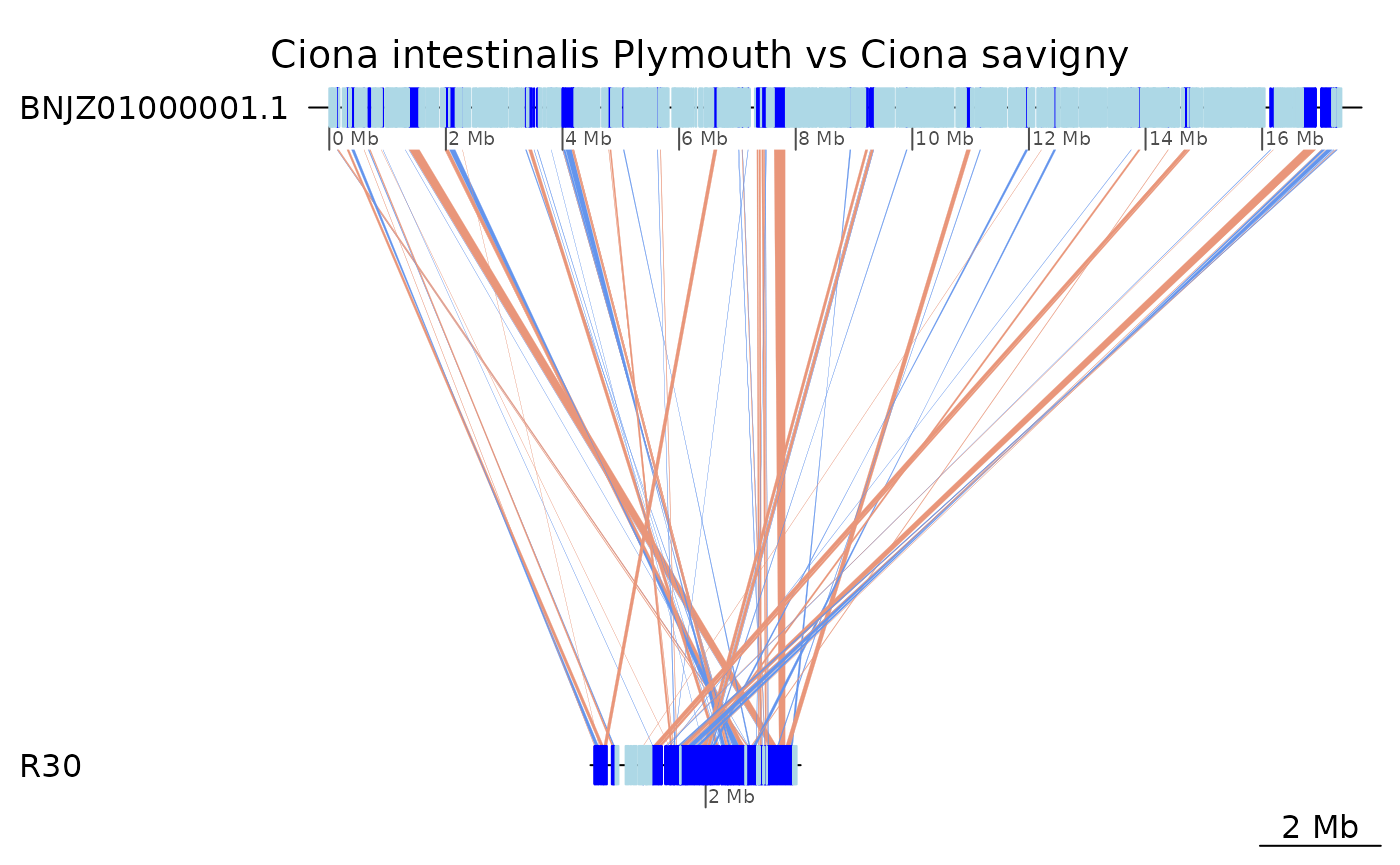 Ciona intestinalis Plymouth vs Ciona savigny
BNJZ01000001.1
0 Mb 2 Mb 4 Mb 6 Mb 8 Mb 10 Mb 12 Mb 14 Mb 16 Mb
R30
2 Mb
2 Mb